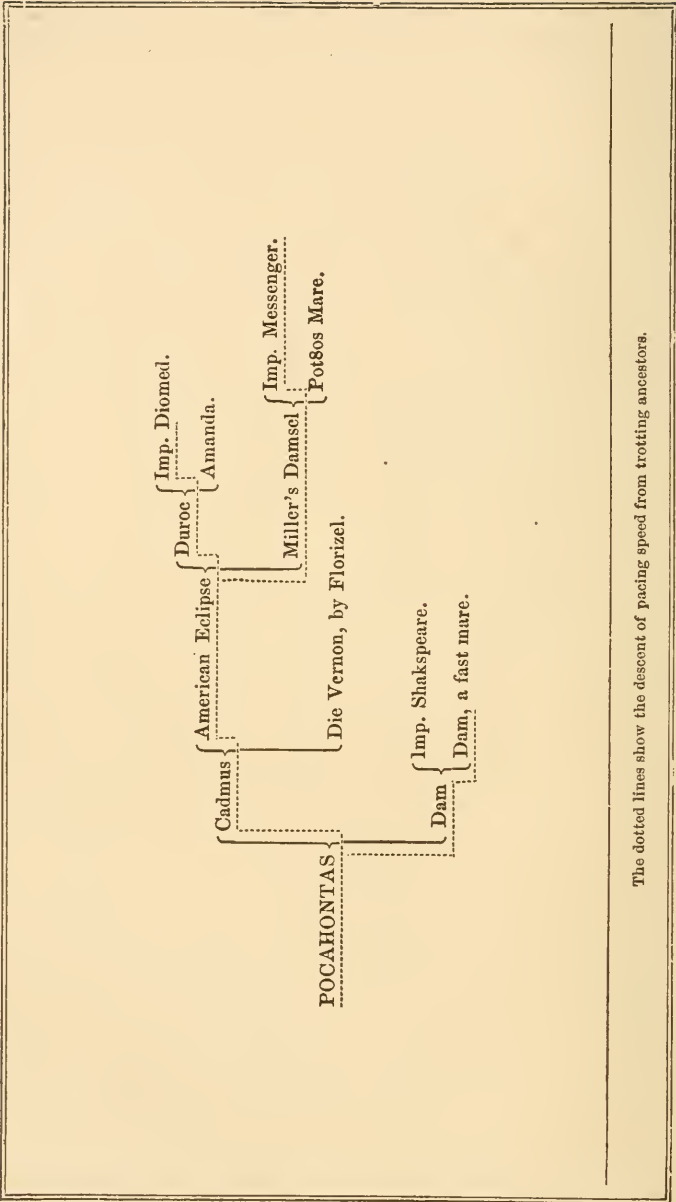 Imp. Diomed.
Duroc
Amanda.
American Eclipse
Imp. Messenger.
Miller's Damsel
Pot8os Mare.
Cadmus
Die Vernon, by Florizel.
POCAHONTAS
Imp. Shakspeare.
Dam
Dam, a fast mare.
The dotted lines show the descent of pacing speed from trotting ancestors.